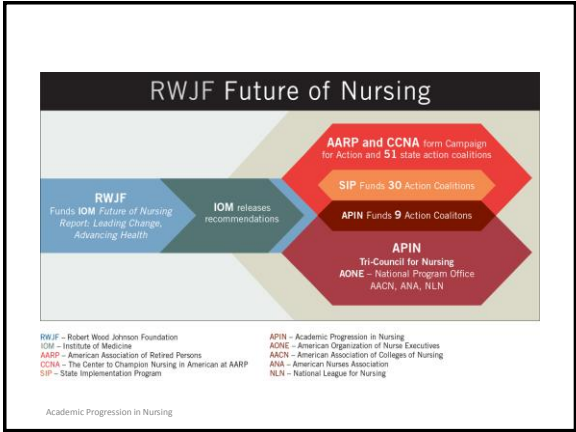 RWJF Future of Nursing
RWJF
Funds IOM Future of Nursing
Report: Leading Change,
Advancing Health
IOM releases
recommendations
AARP and CCNA form Campaign
for Action and 51 state action coalitions
SIP Funds 30 Action Coalitions
APIN Funds 9 Action Coalitons
APIN
Tri-Council for Nursing
AONE – National Program Office
AACN, ANA, NLN
RWJF – Robert Wood Johnson Foundation
IOM – Institute of Medicine
AARP – American Association of Retired Persons
CCNA – The Center to Champion Nursing in American at AARP
SIP – State Implementation Program
APIN – Academic Progression in Nursing
AONE – American Organization of Nurse Executives
AACN – American Association of Colleges of Nursing
ANA – American Nurses Association
NLN – National League for Nursing
Academic Progression in Nursing